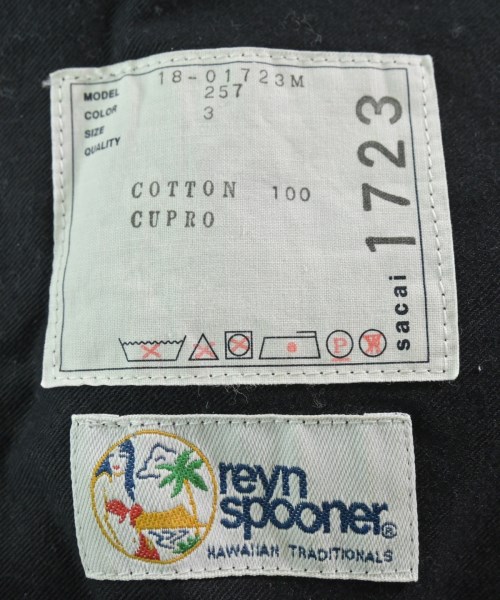 MODEL 18-01723M
COLOR 257
SIZE 3
QUALITY
COTTON 100
CUPRO
P
W
sacai 1723
reyn
spooner®
HAWAIIAN TRADITIONALS